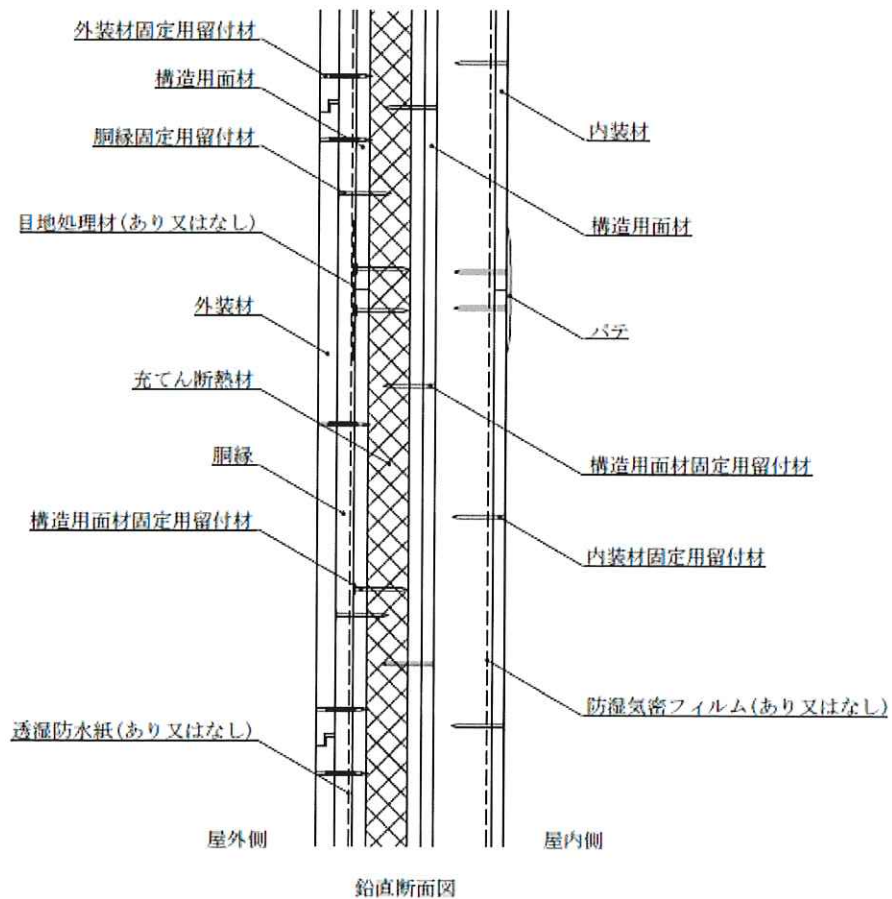 外装材固定用留付材
構造用面材
胴縁固定用留付材
目地処理材(あり又はなし)
外装材
充てん断熱材
胴縁
構造用面材固定用留付材
透湿防水紙(あり又はなし)
内装材
構造用面材
パテ
構造用面材固定用留付材
内装材固定用留付材
防湿気密フィルム(あり又はなし)
屋外側
屋内側
鉛直断面図